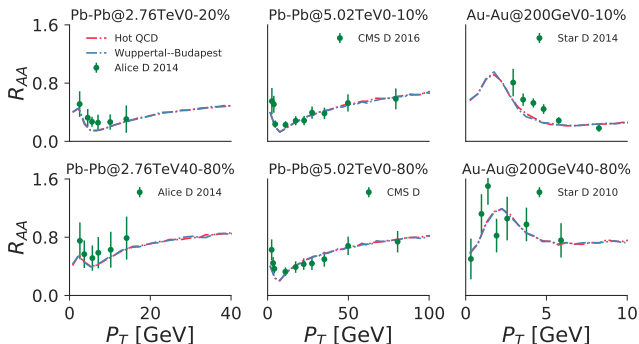 Pb-Pb@2.76TeV0-20%
Pb-Pb@5.02TeV0-10%
Au-Au@200GeV0-10%
R_AA
1.6
0.8
0.0
Hot QCD
Wuppertal--Budapest
Alice D 2014
CMS D 2016
Star D 2014
Pb-Pb@2.76TeV40-80%
Pb-Pb@5.02TeV0-80%
Au-Au@200GeV40-80%
R_AA
1.6
0.8
0.0
Alice D 2014
CMS D
Star D 2010
0 20 40
0 50 100
0 5 10
P_T [GeV]
P_T [GeV]
P_T [GeV]